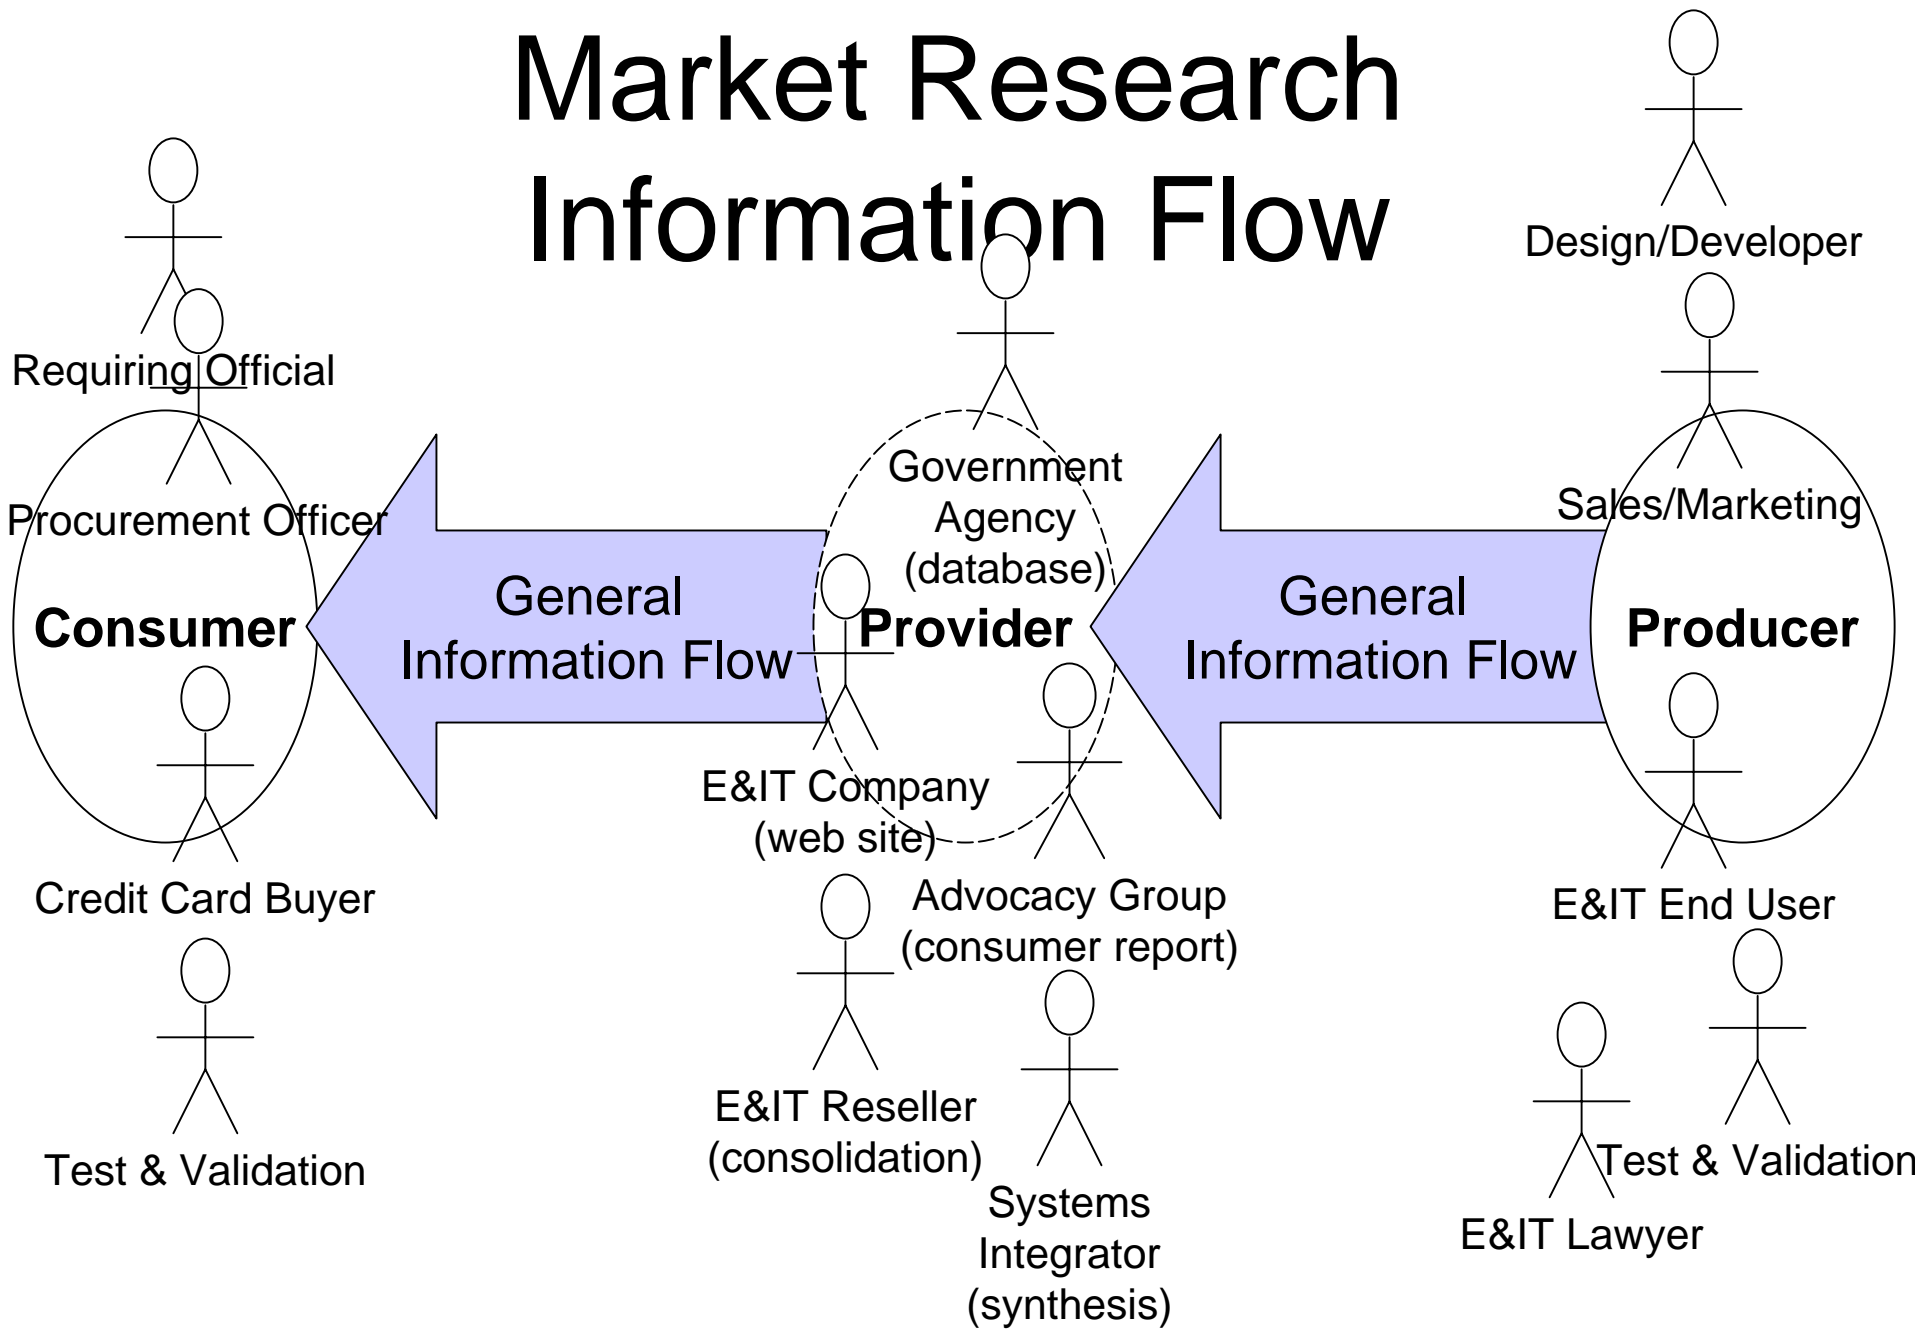 Market Research
Information Flow
Design/Developer
Requiring Official
Government
Agency
(database)
Procurement Officer
Sales/Marketing
General
Information Flow
General
Information Flow
Consumer
Provider
Producer
E&IT Company
(web site)
Credit Card Buyer
Advocacy Group
(consumer report)
E&IT End User
E&IT Reseller
(consolidation)
Test & Validation
Test & Validation
Systems
Integrator
(synthesis)
E&IT Lawyer